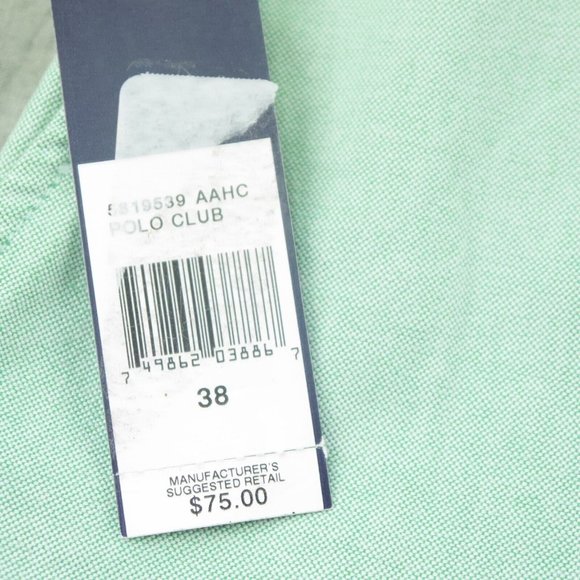 5819539 AAHC
POLO CLUB
7 49862 03886 7
38
MANUFACTURER'S
SUGGESTED RETAIL
$75.00